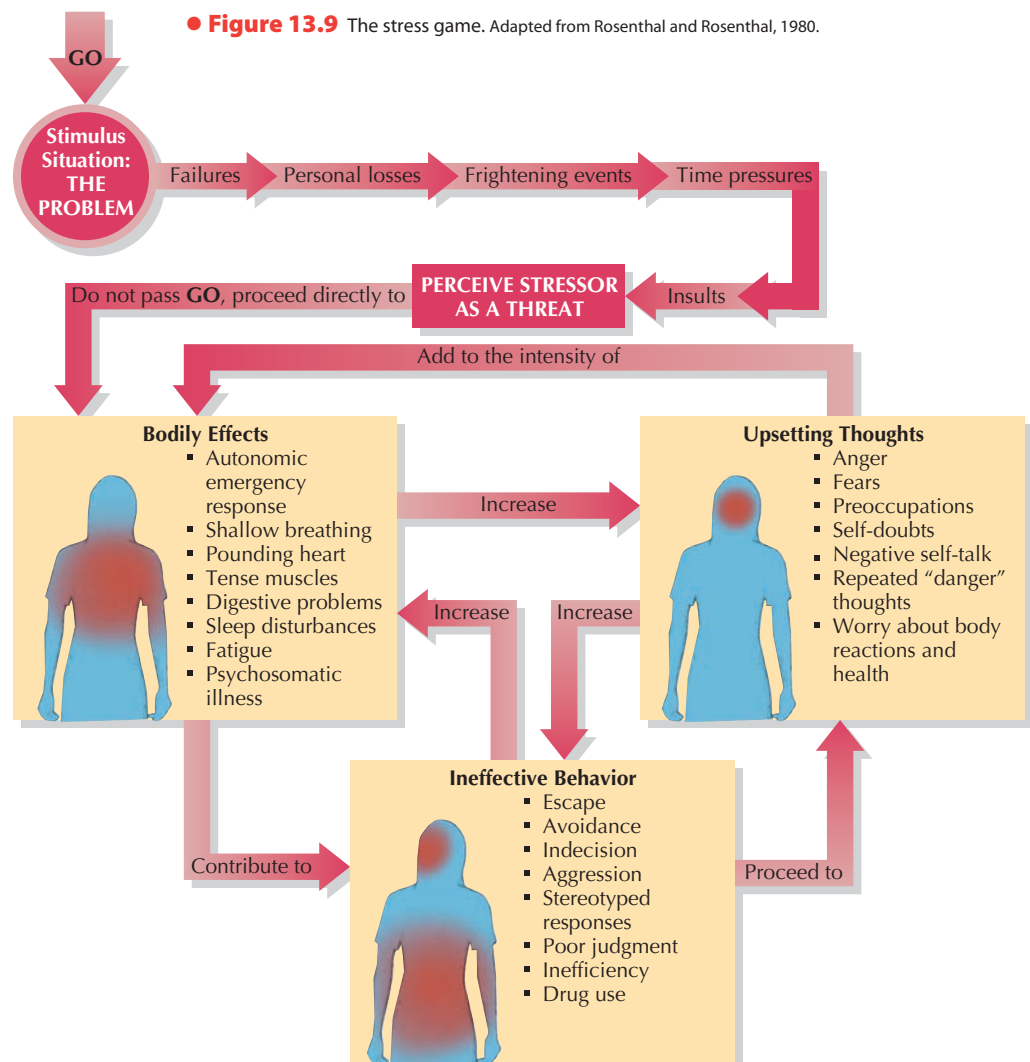 ● Figure 13.9 The stress game. Adapted from Rosenthal and Rosenthal, 1980.
GO
Stimulus
Situation:
THE
PROBLEM
Failures
Personal losses
Frightening events
Time pressures
Insults
PERCEIVE STRESSOR
AS A THREAT
Do not pass GO, proceed directly to
Add to the intensity of
Bodily Effects
▪ Autonomic
emergency
response
▪ Shallow breathing
▪ Pounding heart
▪ Tense muscles
▪ Digestive problems
▪ Sleep disturbances
▪ Fatigue
▪ Psychosomatic
illness
Increase
Upsetting Thoughts
▪ Anger
▪ Fears
▪ Preoccupations
▪ Self-doubts
▪ Negative self-talk
▪ Repeated “danger”
thoughts
▪ Worry about body
reactions and
health
Increase
Increase
Contribute to
Ineffective Behavior
▪ Escape
▪ Avoidance
▪ Indecision
▪ Aggression
▪ Stereotyped
responses
▪ Poor judgment
▪ Inefficiency
▪ Drug use
Proceed to